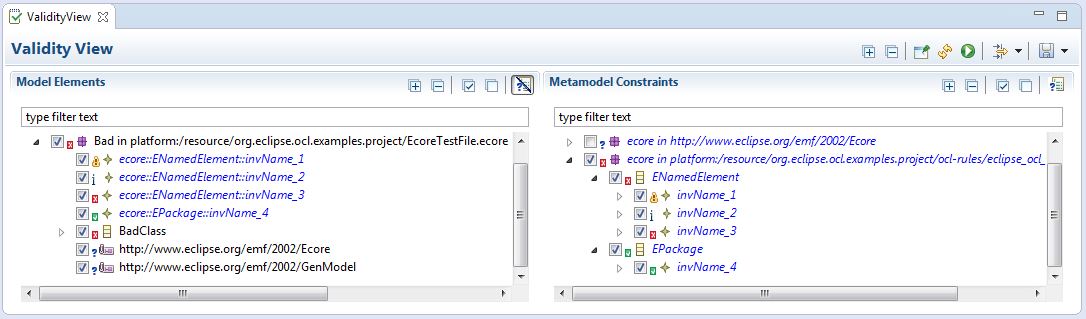 ValidityView
Validity View
Model Elements
type filter text
Bad in platform:/resource/org.eclipse.ocl.examples.project/EcoreTestFile.ecore
ecore::ENamedElement::invName_1
ecore::ENamedElement::invName_2
ecore::ENamedElement::invName_3
ecore::EPackage::invName_4
BadClass
http://www.eclipse.org/emf/2002/Ecore
http://www.eclipse.org/emf/2002/GenModel
Metamodel Constraints
type filter text
ecore in http://www.eclipse.org/emf/2002/Ecore
ecore in platform:/resource/org.eclipse.ocl.examples.project/ocl-rules/eclipse_ocl_
ENamedElement
invName_1
invName_2
invName_3
EPackage
invName_4